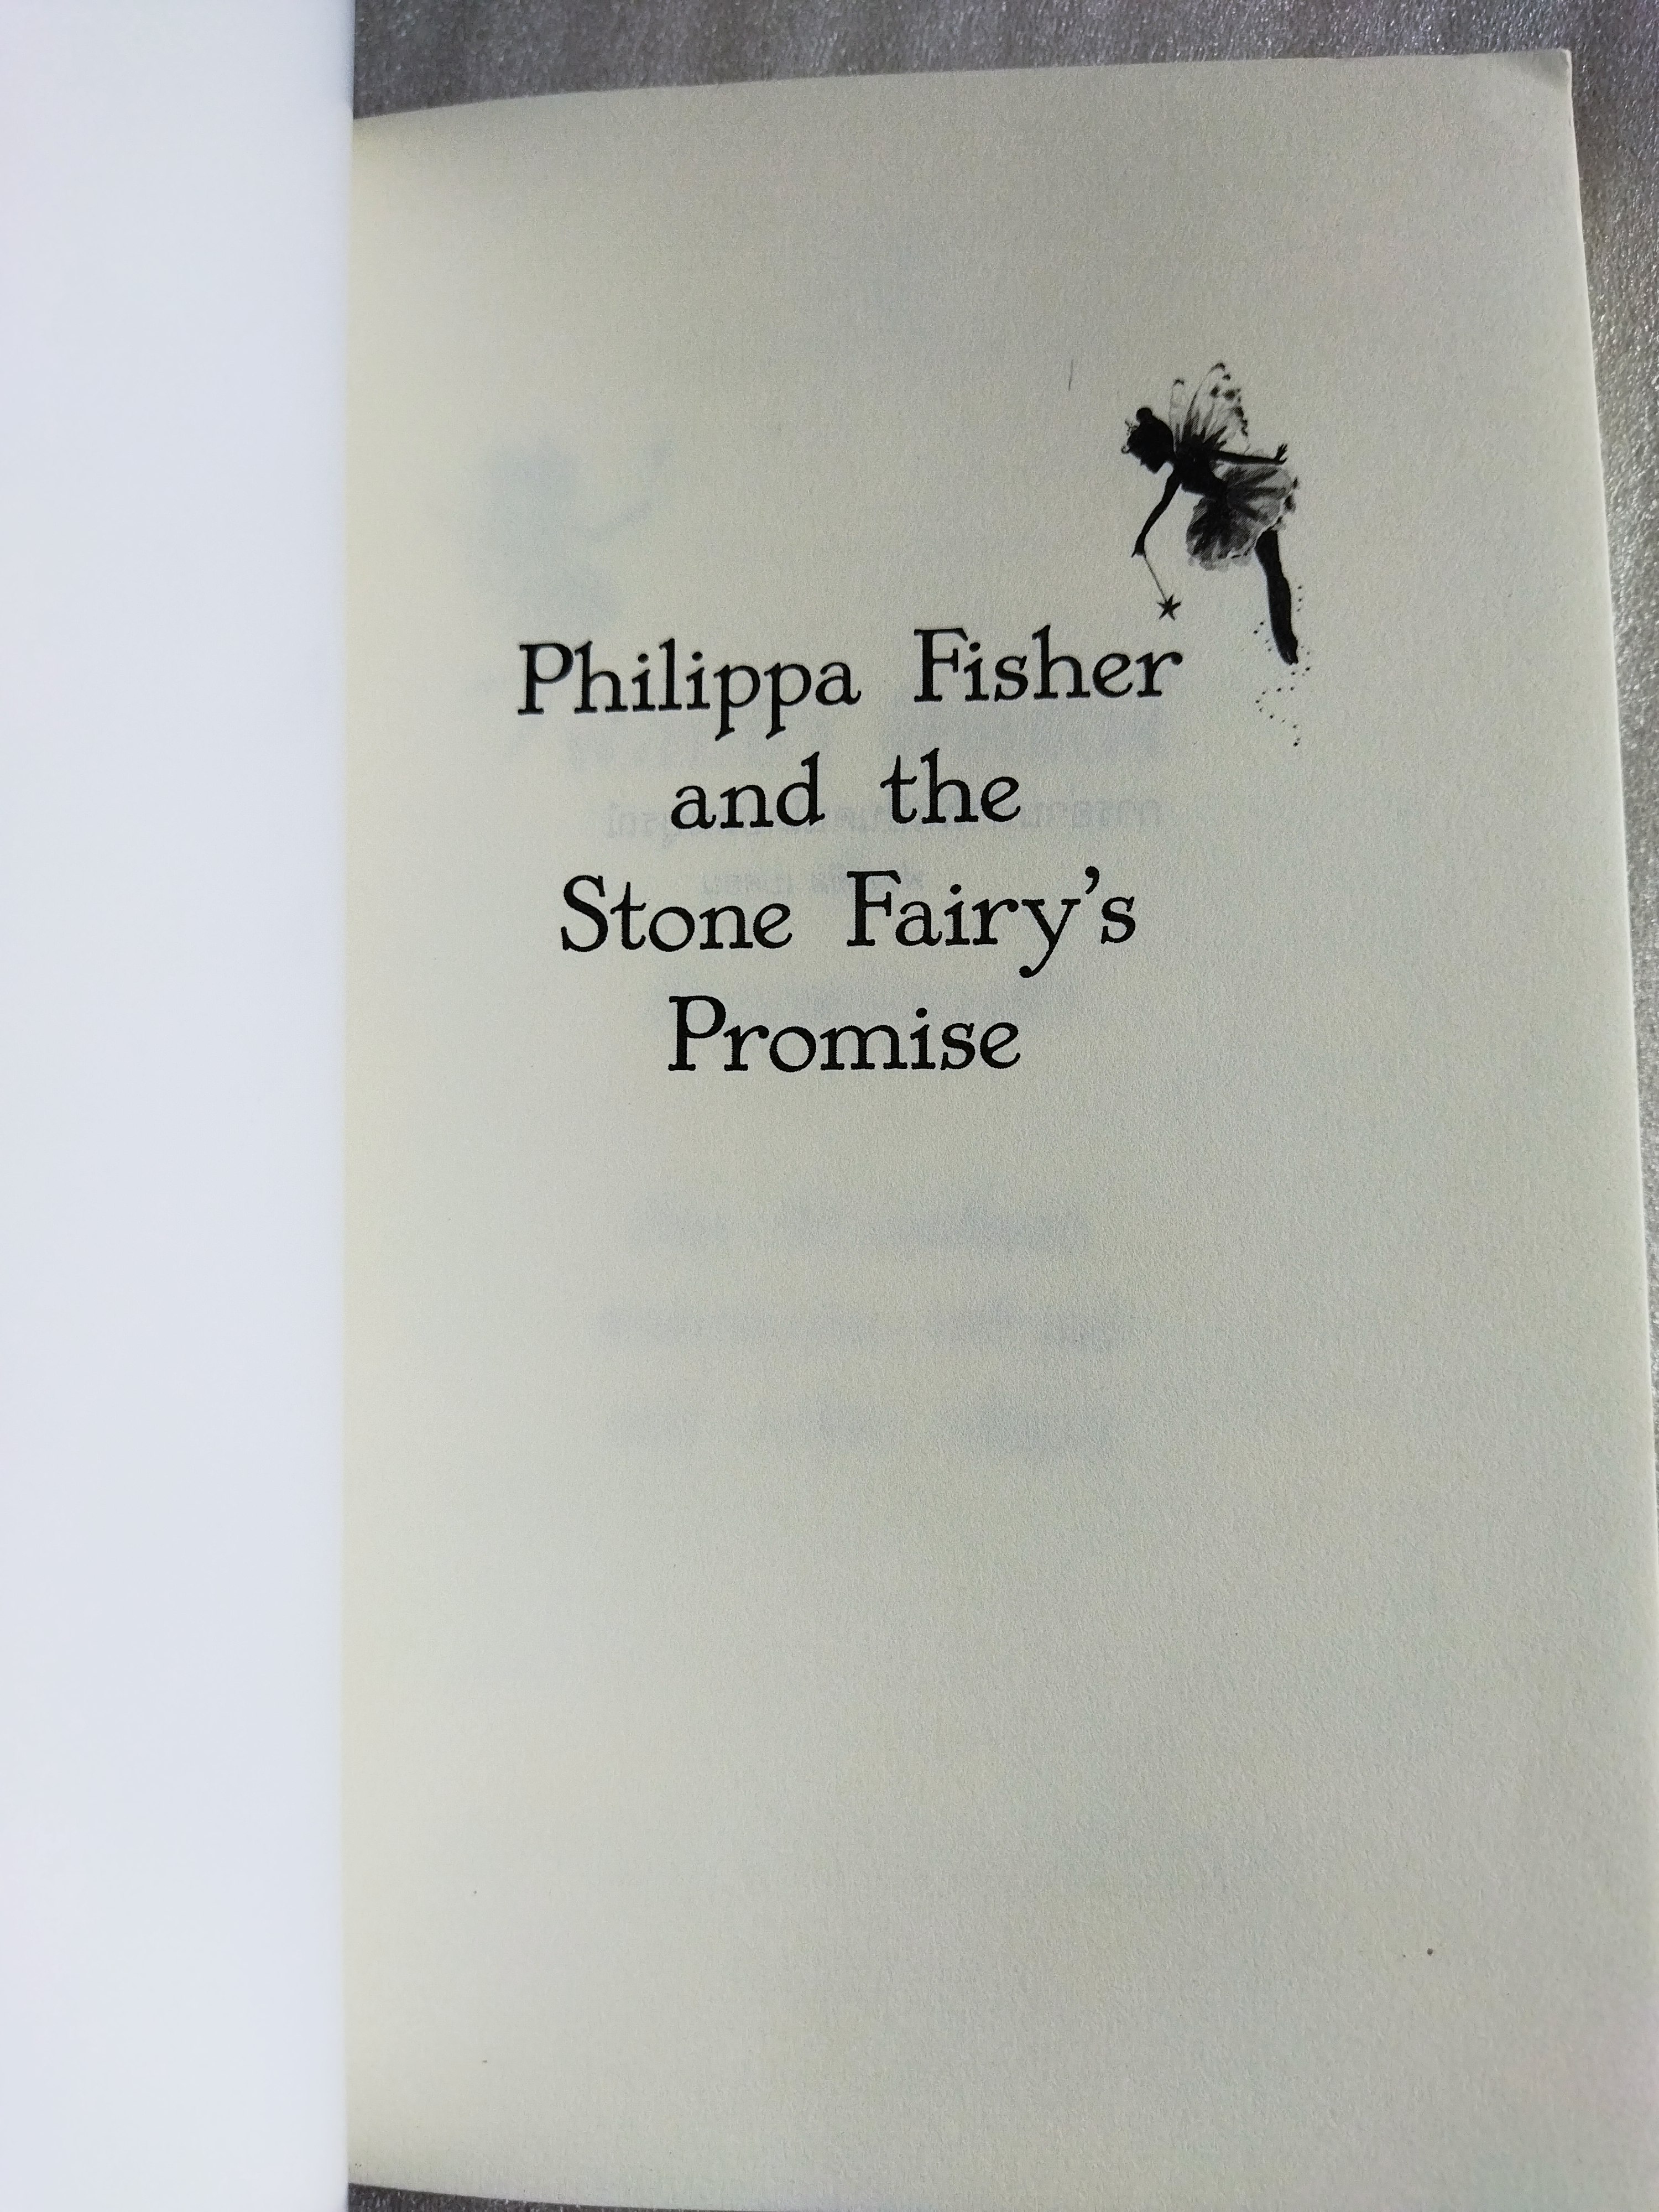 Philippa Fisher
and the
Stone Fairy’s
Promise